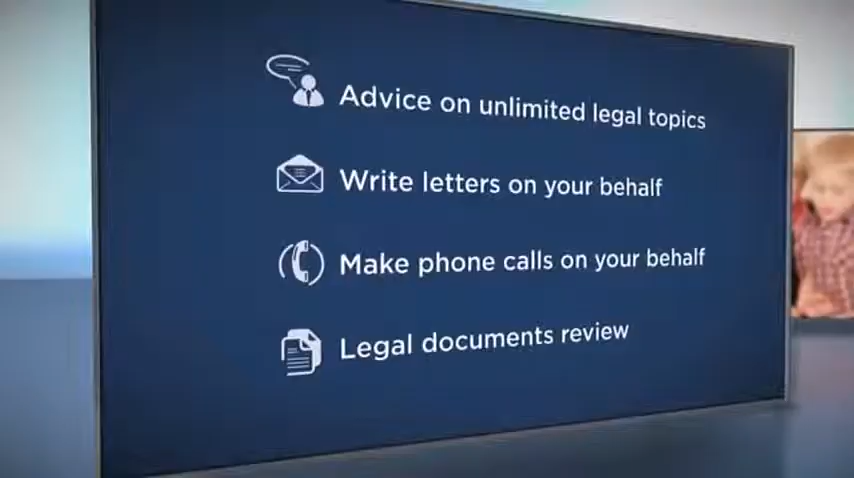 Advice on unlimited legal topics
Write letters on your behalf
Make phone calls on your behalf
Legal documents review